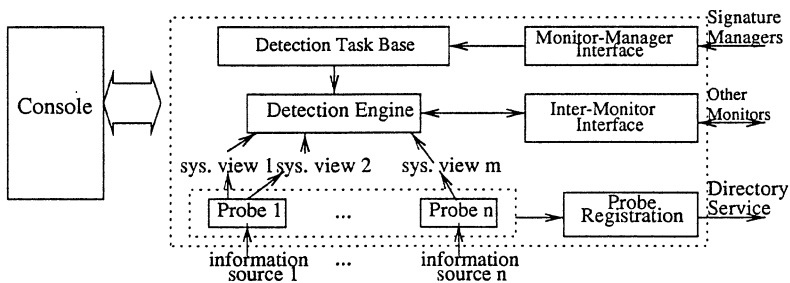 Signature
Detection Task Base
Monitor-Manager
Interface
Managers
Console
Detection Engine
Inter-Monitor
Interface
Other
Monitors
sys. view 1
sys. view 2
sys. view m
Probe 1
...
Probe n
Probe
Registration
Directory
Service
information
source 1
...
information
source n